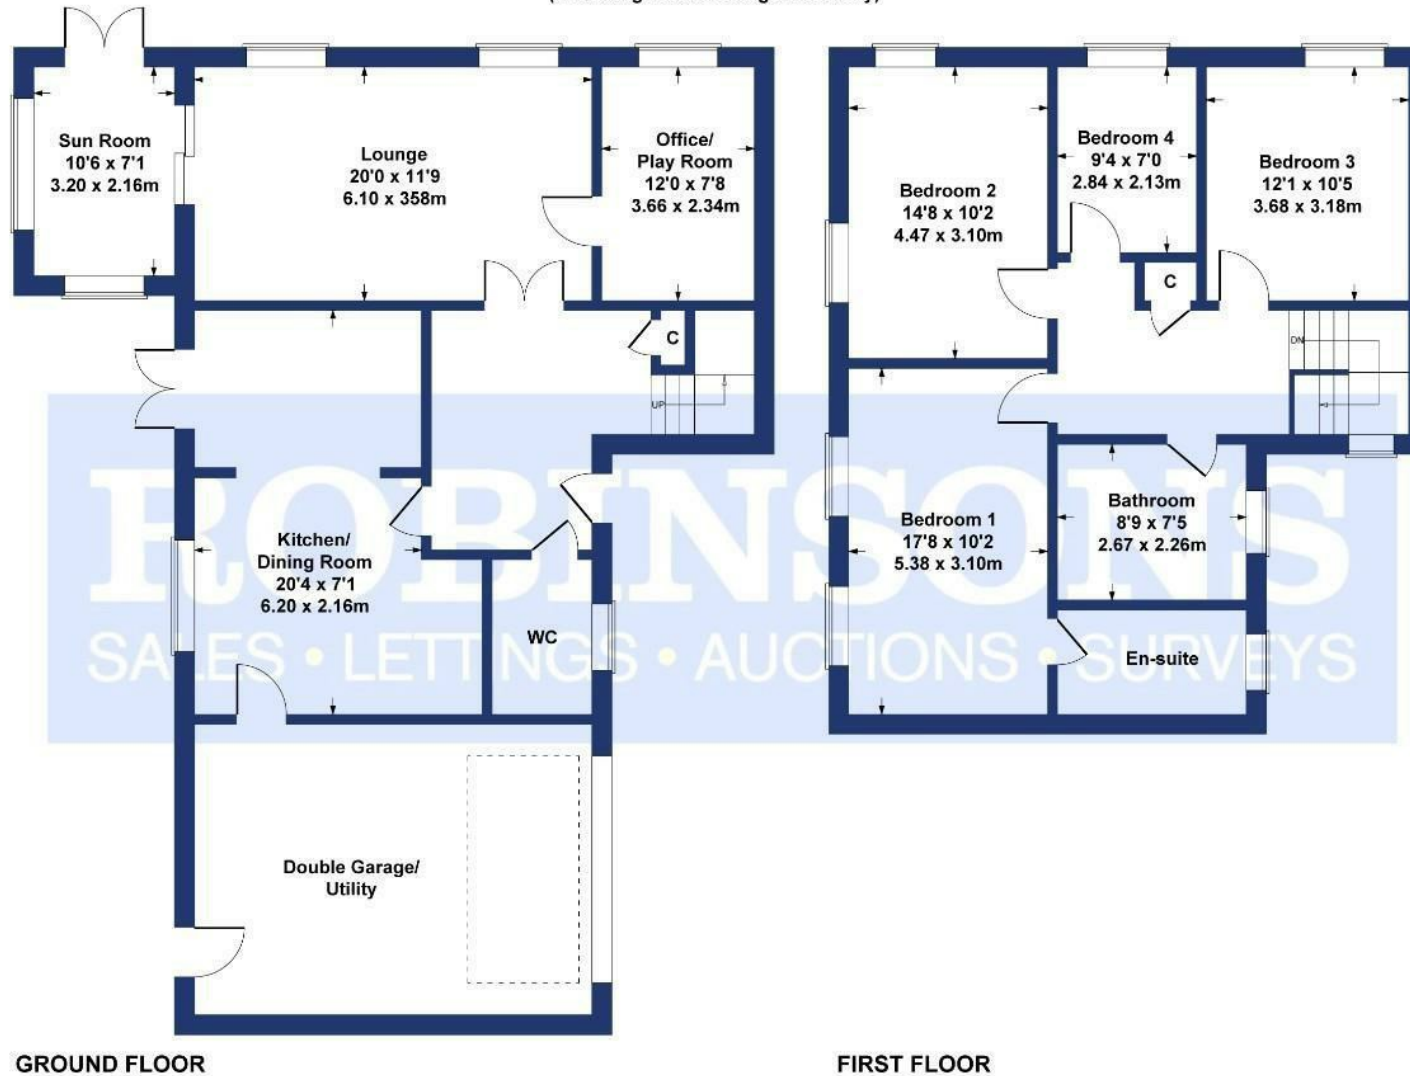 Sun Room
10'6 x 7'1
3.20 x 2.16m
Lounge
20'0 x 11'9
6.10 x 358m
Office/
Play Room
12'0 x 7'8
3.66 x 2.34m
C
UP
Kitchen/
Dining Room
20'4 x 7'1
6.20 x 2.16m
WC
Double Garage/
Utility
GROUND FLOOR
Bedroom 2
14'8 x 10'2
4.47 x 3.10m
Bedroom 4
9'4 x 7'0
2.84 x 2.13m
Bedroom 3
12'1 x 10'5
3.68 x 3.18m
C
DN
Bedroom 1
17'8 x 10'2
5.38 x 3.10m
Bathroom
8'9 x 7'5
2.67 x 2.26m
En-suite
FIRST FLOOR
ROBINSONS
SALES • LETTINGS • AUCTIONS • SURVEYS